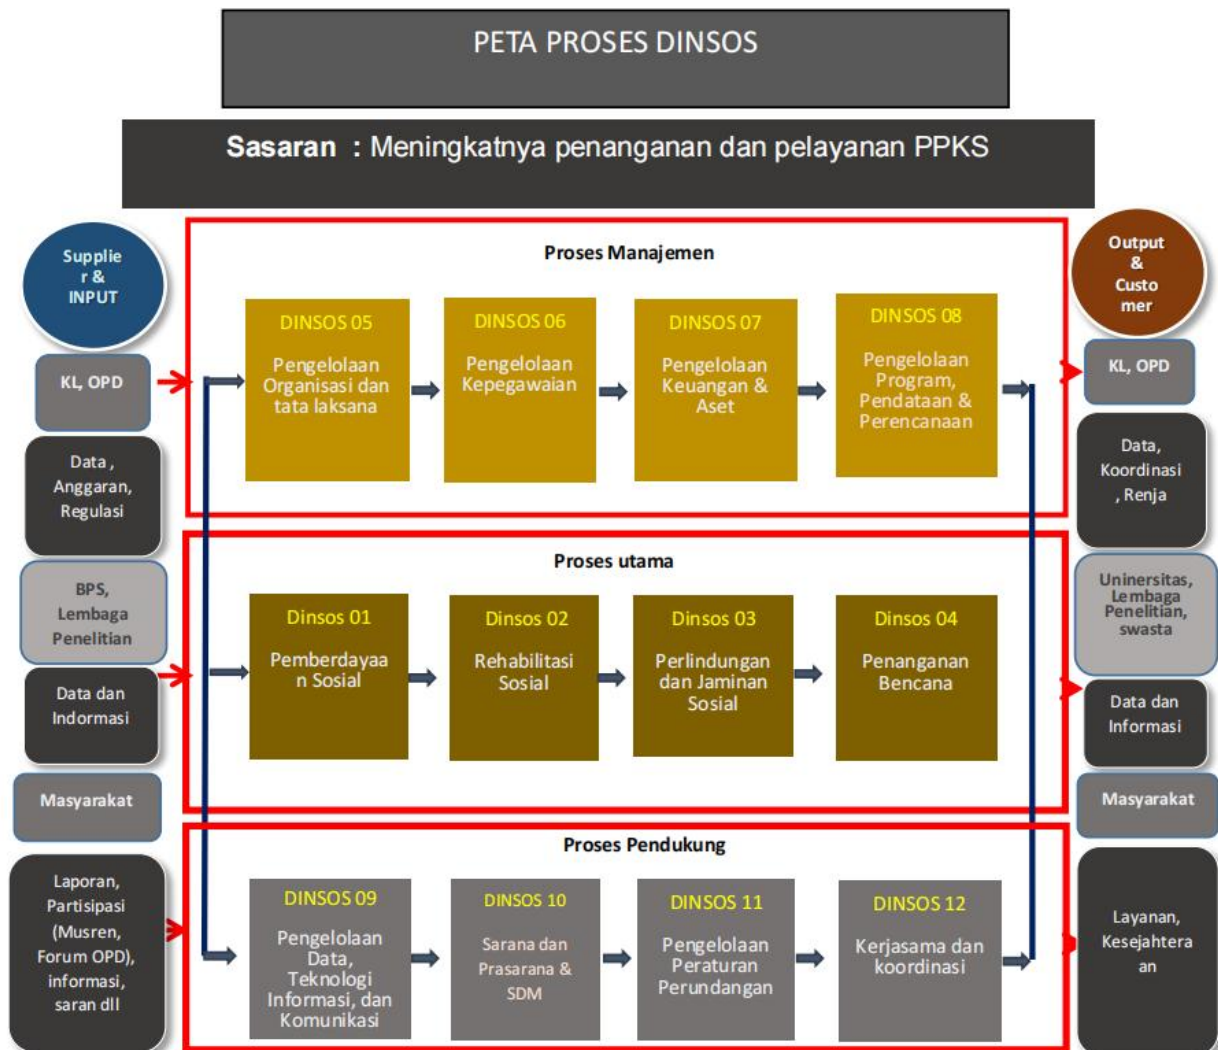 PETA PROSES DINSOS
Sasaran : Meningkatnya penanganan dan pelayanan PPKS
Supplie
r &
INPUT
KL, OPD
Data ,
Anggaran,
Regulasi
BPS,
Lembaga
Penelitian
Data dan
Indormasi
Masyarakat
Laporan,
Partisipasi
(Musren,
Forum OPD),
informasi,
saran dll
Proses Manajemen
DINSOS 05
Pengelolaan
Organisasi dan
tata laksana
DINSOS 06
Pengelolaan
Kepegawaian
DINSOS 07
Pengelolaan
Keuangan &
Aset
DINSOS 08
Pengelolaan
Program,
Pendataan &
Perencanaan
Proses utama
Dinsos 01
Pemberdayaa
n Sosial
Dinsos 02
Rehabilitasi
Sosial
Dinsos 03
Perlindungan
dan Jaminan
Sosial
Dinsos 04
Penanganan
Bencana
Proses Pendukung
DINSOS 09
Pengelolaan
Data,
Teknologi
Informasi, dan
Komunikasi
DINSOS 10
Sarana dan
Prasarana &
SDM
DINSOS 11
Pengelolaan
Peraturan
Perundangan
DINSOS 12
Kerjasama dan
koordinasi
Output
&
Custo
mer
KL, OPD
Data,
Koordinasi
, Renja
Uninersitas,
Lembaga
Penelitian,
swasta
Data dan
Informasi
Masyarakat
Layanan,
Kesejahtera
an